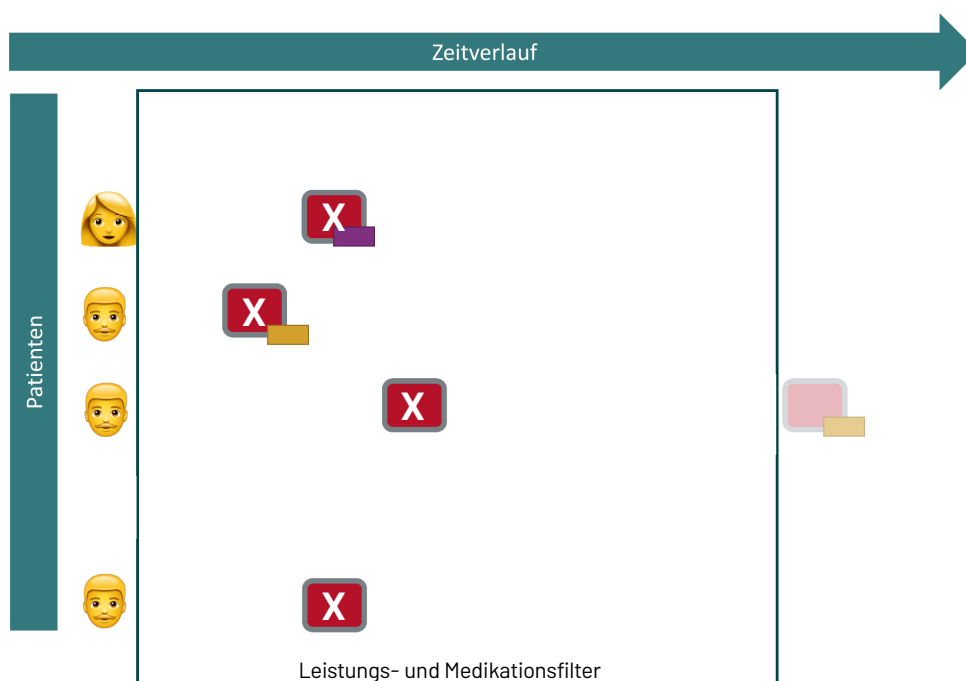 Zeitverlauf
Patienten
X
X
X
X
Leistungs- und Medikationsfilter